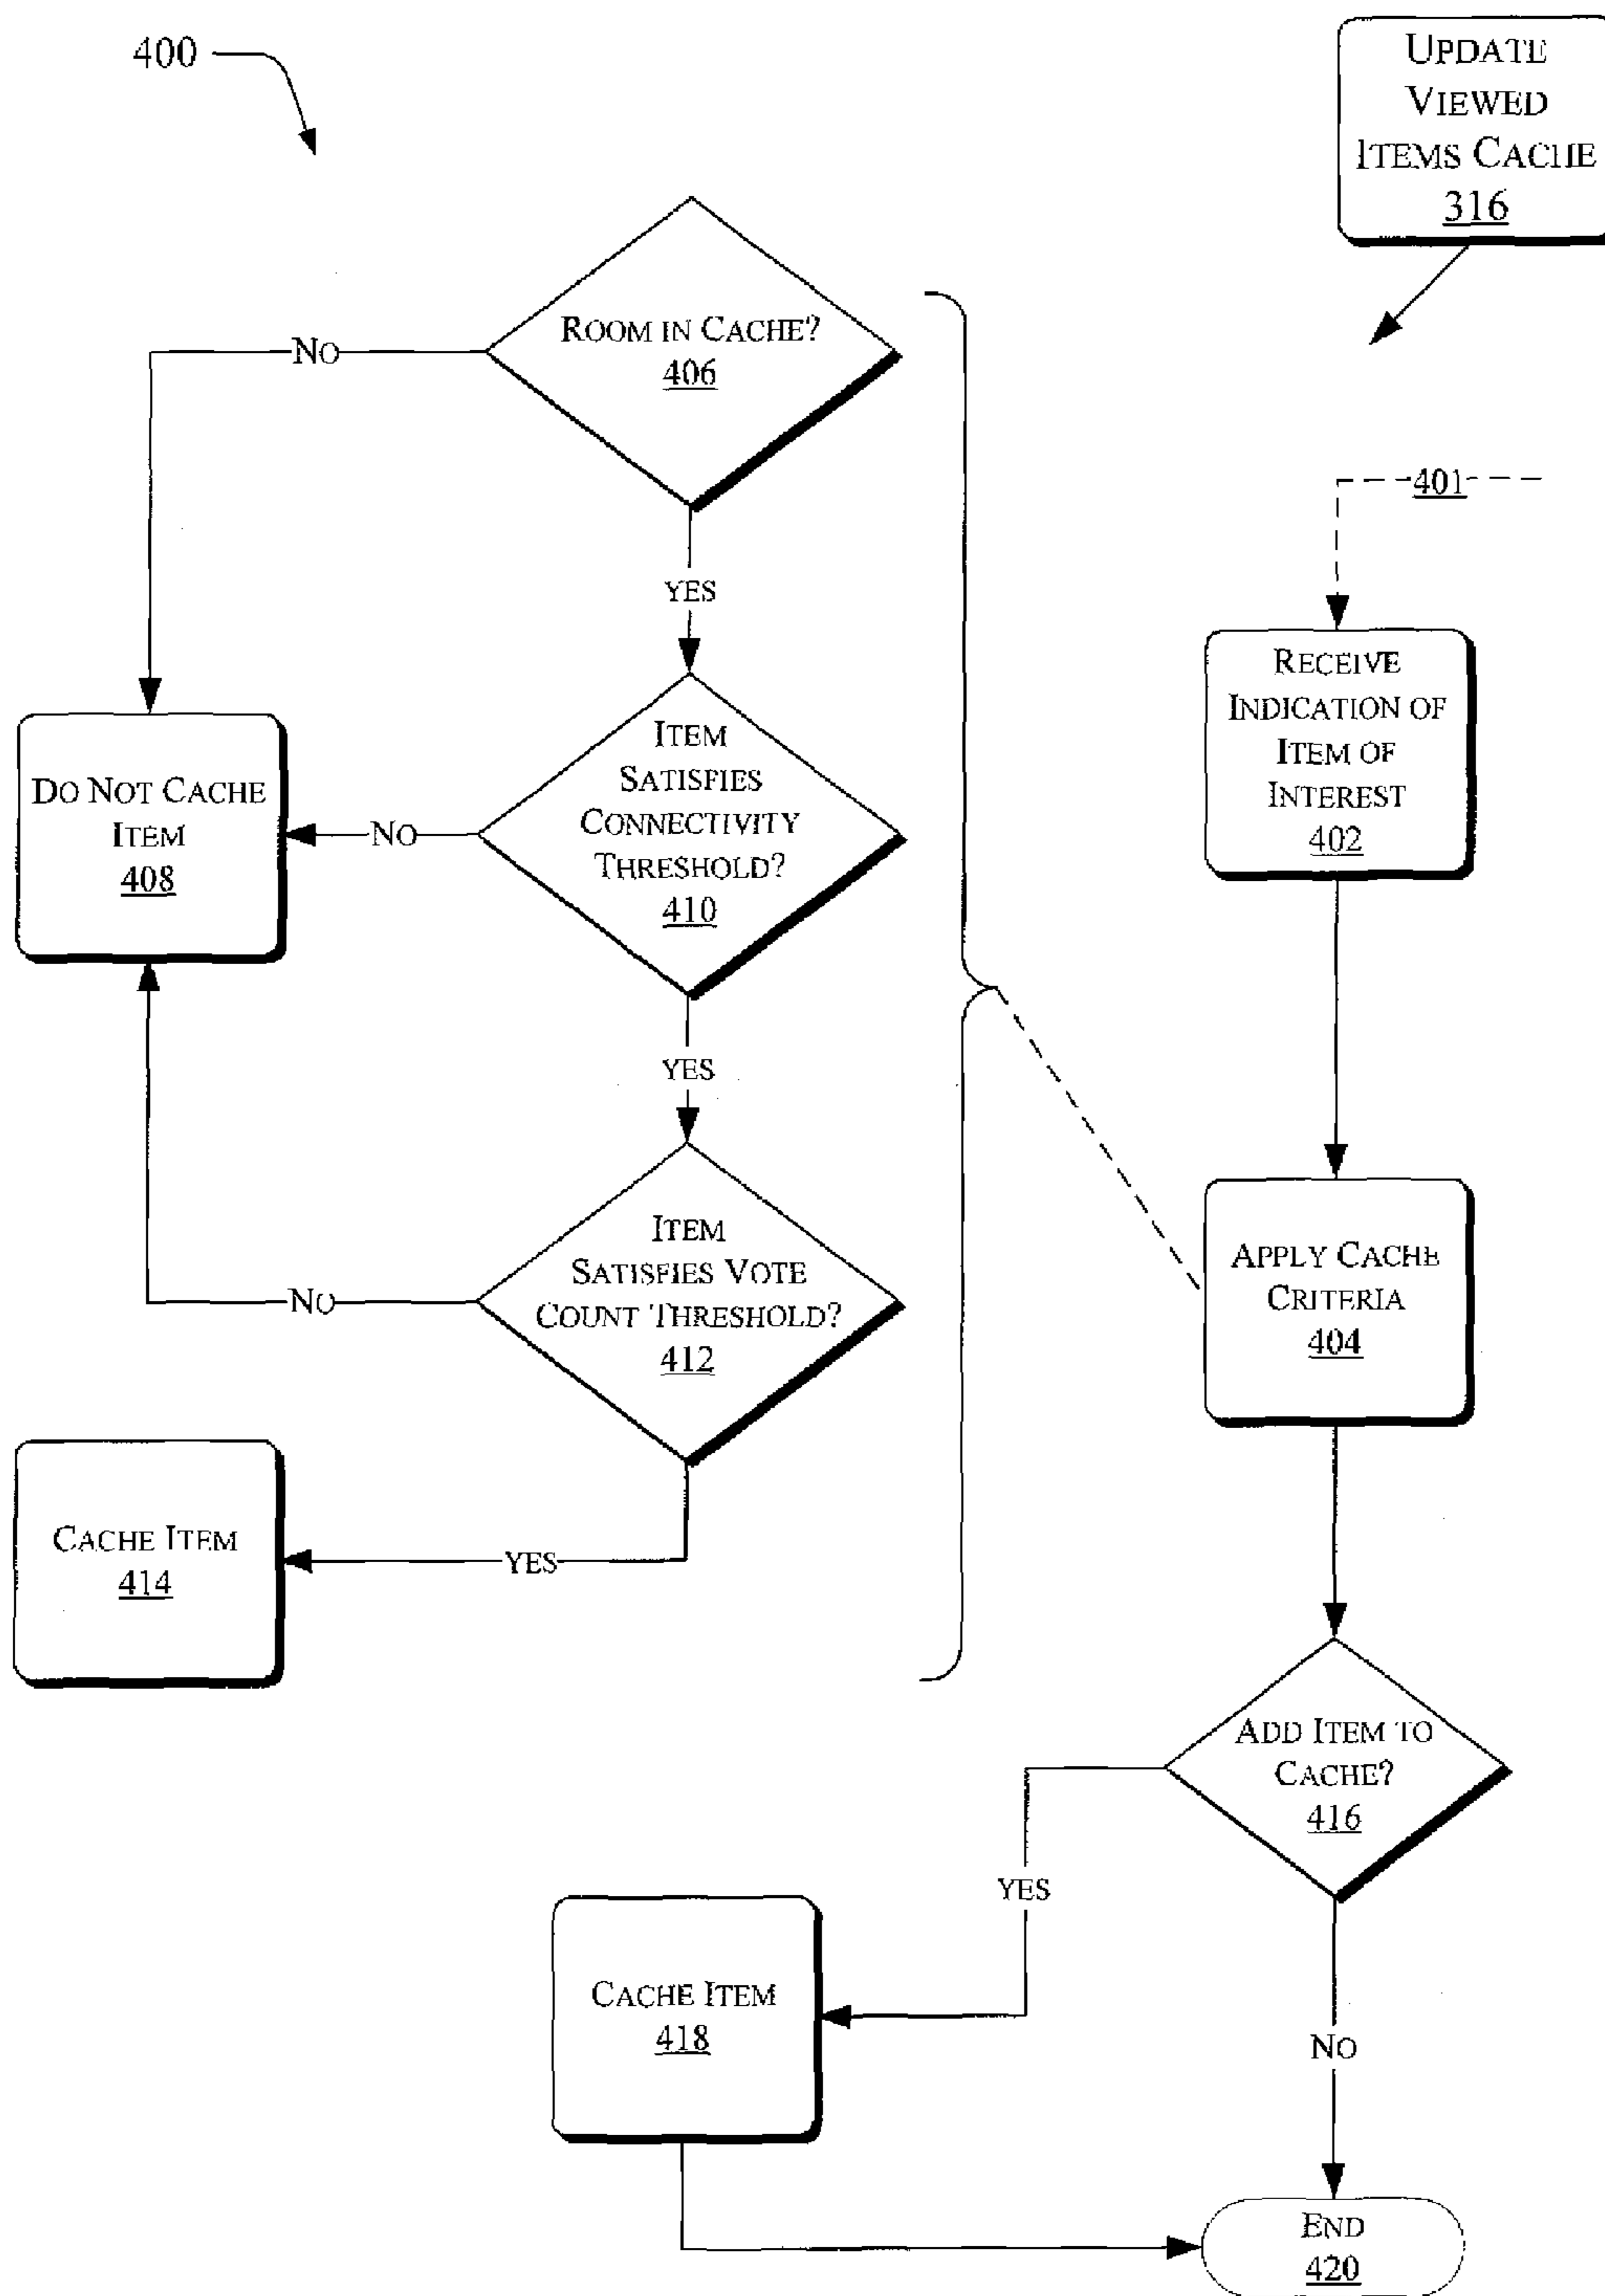 400
UPDATE
VIEWED
ITEMS CACHE
316
ROOM IN CACHE?
406
NO
YES
401
RECEIVE
INDICATION OF
ITEM OF
INTEREST
402
ITEM
SATISFIES
CONNECTIVITY
THRESHOLD?
410
NO
DO NOT CACHE
ITEM
408
YES
ITEM
SATISFIES VOTE
COUNT THRESHOLD?
412
NO
APPLY CACHE
CRITERIA
404
YES
CACHE ITEM
414
ADD ITEM TO
CACHE?
416
YES
CACHE ITEM
418
NO
END
420